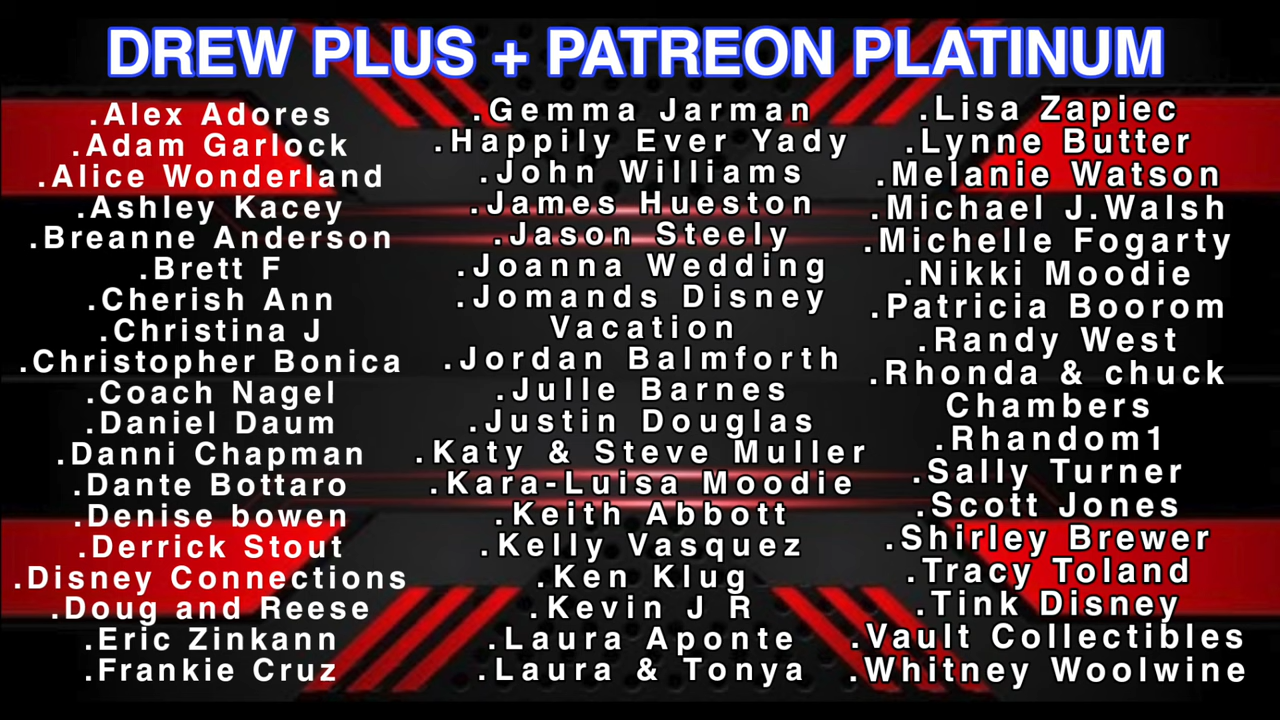 DREW PLUS + PATREON PLATINUM
.Alex Adores
.Adam Garlock
.Alice Wonderland
.Ashley Kacey
.Breanne Anderson
.Brett F
.Cherish Ann
.Christina J
.Christopher Bonica
.Coach Nagel
.Daniel Daum
.Danni Chapman
.Dante Bottaro
.Denise bowen
.Derrick Stout
.Disney Connections
.Doug and Reese
.Eric Zinkann
.Frankie Cruz
.Gemma Jarman
.Happily Ever Yady
.John Williams
.James Hueston
.Jason Steely
.Joanna Wedding
.Jomands Disney
Vacation
.Jordan Balmforth
.Julle Barnes
.Justin Douglas
.Katy & Steve Muller
.Kara-Luisa Moodie
.Keith Abbott
.Kelly Vasquez
.Ken Klug
.Kevin J R
.Laura Aponte
.Laura & Tonya
.Lisa Zapiec
.Lynne Butter
.Melanie Watson
.Michael J.Walsh
.Michelle Fogarty
.Nikki Moodie
.Patricia Boorom
.Randy West
.Rhonda & chuck
Chambers
.Rhandom1
.Sally Turner
.Scott Jones
.Shirley Brewer
.Tracy Toland
.Tink Disney
.Vault Collectibles
.Whitney Woolwine